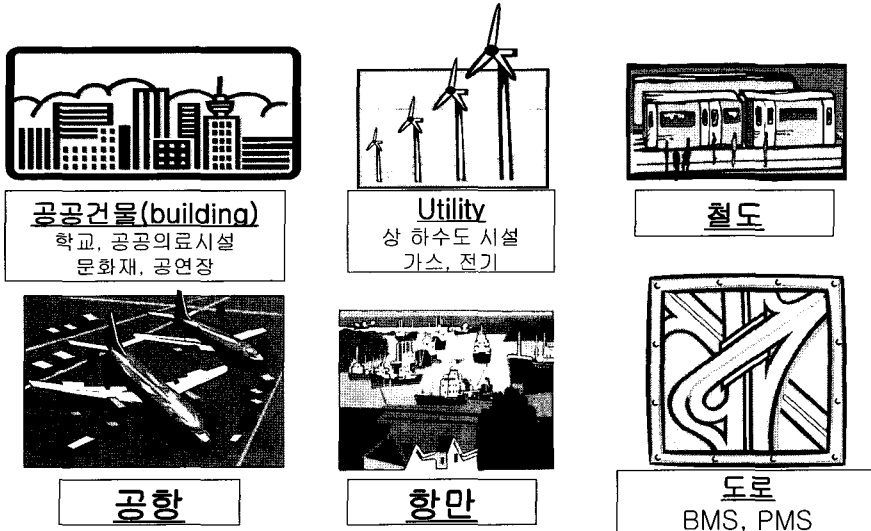 공공건물(building)
학교, 공공의료시설
문화재, 공연장
Utility
상 하수도 시설
가스, 전기
철도
공항
항만
도로
BMS, PMS